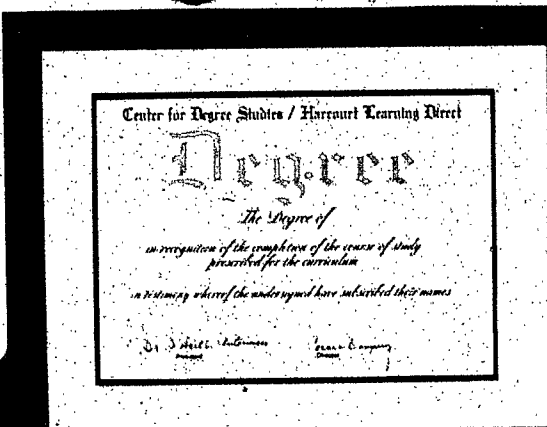 Center for Degree Studies / Harcourt Learning Direct
Degree
The Degree of
in recognition of the completion of the course of study
prescribed for the curriculum
in testimony whereof the undersigned have subscribed their names
Dr.